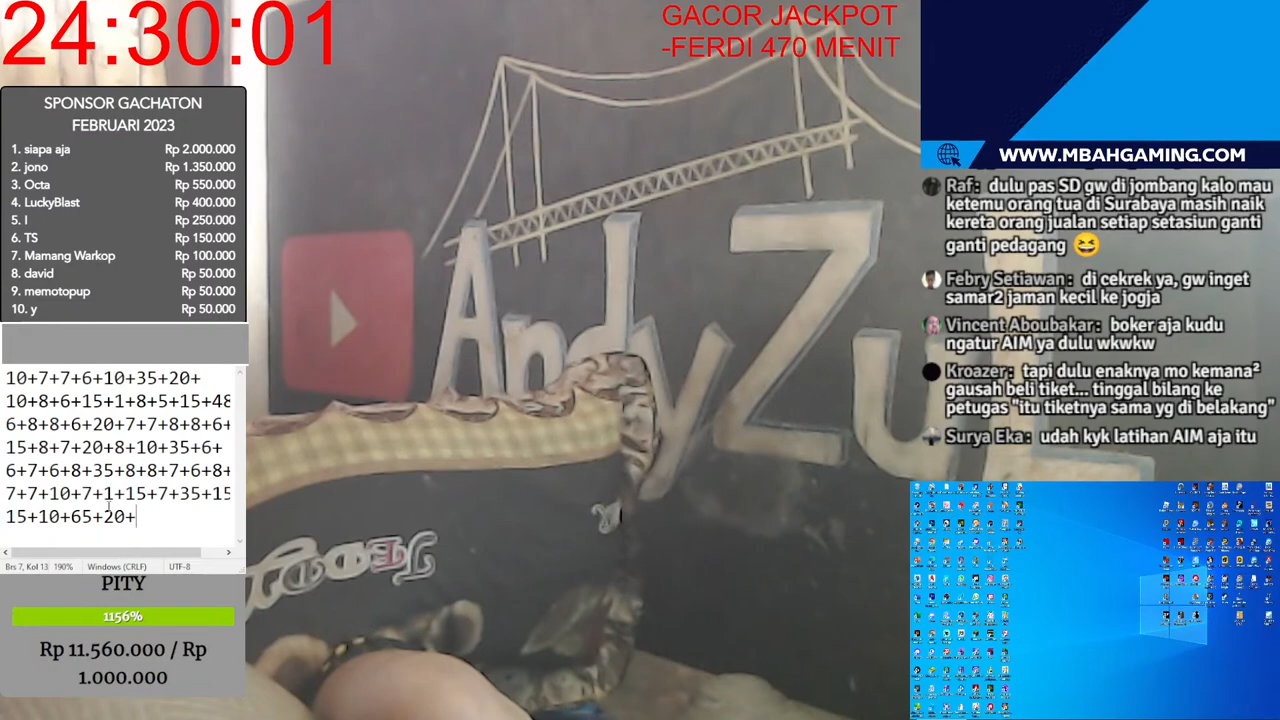 24:30:01
GACOR JACKPOT
-FERDI 470 MENIT
SPONSOR GACHATON
FEBRUARI 2023
1. siapa aja Rp 2.000.000
2. jono Rp 1.350.000
3. Octa Rp 550.000
4. LuckyBlast Rp 400.000
5. I Rp 250.000
6. TS Rp 150.000
7. Mamang Warkop Rp 100.000
8. david Rp 50.000
9. memotopup Rp 50.000
10. y Rp 50.000
10+7+7+6+10+35+20+
10+8+6+15+1+8+5+15+48
6+8+8+6+20+7+7+8+8+6+
15+8+7+20+8+10+35+6+
6+7+6+8+35+8+8+7+6+8+
7+7+10+7+1+15+7+35+15
15+10+65+20+
Brs 7, Kol 13 190% Windows (CRLF) UTF-8
PITY
1156%
Rp 11.560.000 / Rp
1.000.000
AndyZuL
WWW.MBAHGAMING.COM
Raf: dulu pas SD gw di jombang kalo mau
ketemu orang tua di Surabaya masih naik
kereta orang jualan setiap setasiun ganti
ganti pedagang 😆
Febry Setiawan: di cekrek ya, gw inget
samar2 jaman kecil ke jogja
Vincent Aboubakar: boker aja kudu
ngatur AIM ya dulu wkwkw
Kroazer: tapi dulu enaknya mo kemana²
gausah beli tiket... tinggal bilang ke
petugas "itu tiketnya sama yg di belakang"
Surya Eka: udah kyk latihan AIM aja itu